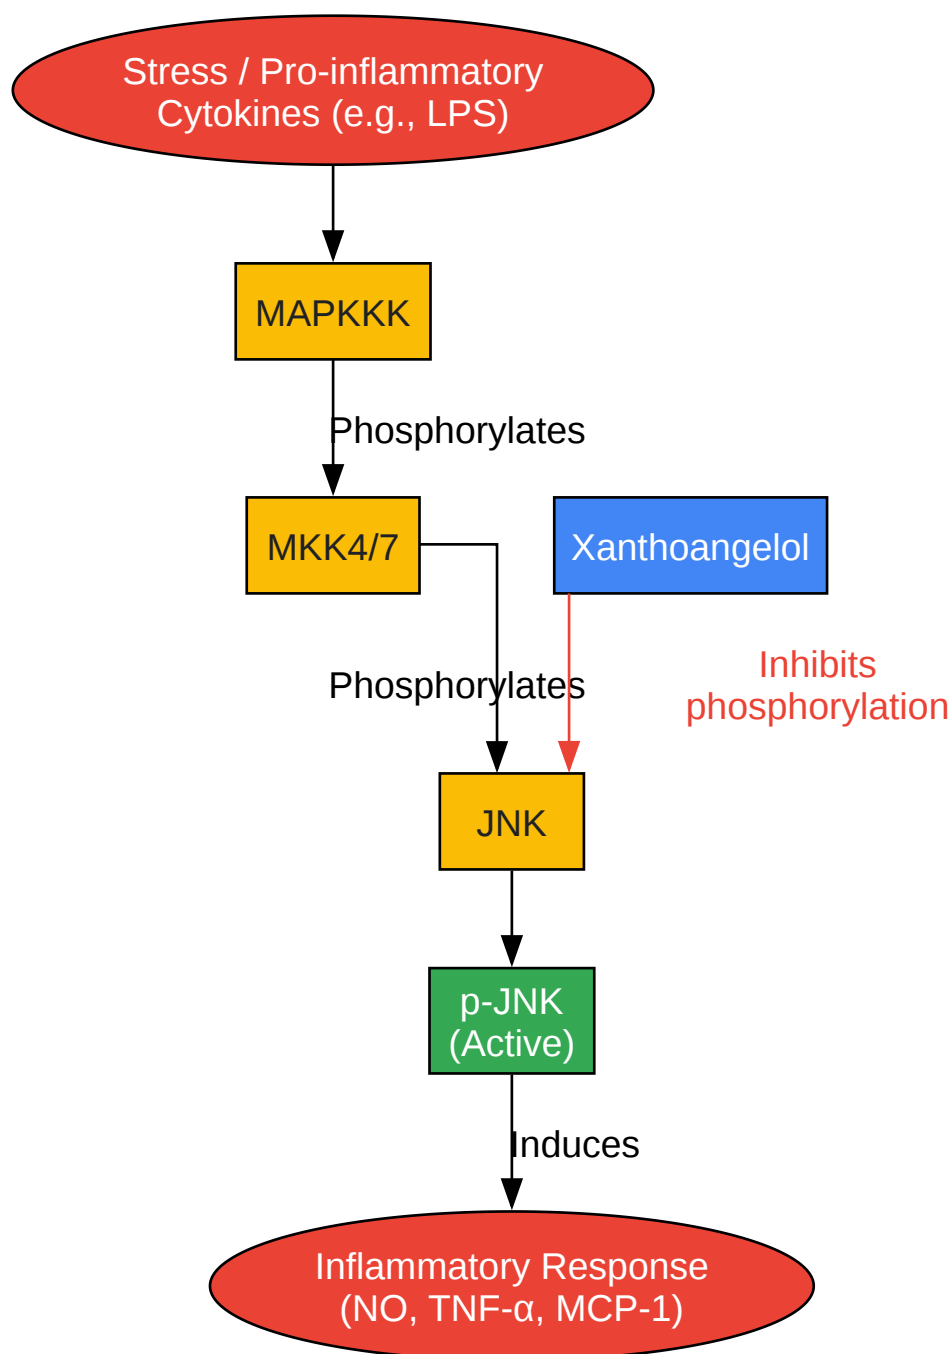 Stress / Pro-inflammatory
Cytokines (e.g., LPS)
MAPKKK
Phosphorylates
MKK4/7
Xanthoangelol
Phosphorylates
Inhibits
phosphorylation
JNK
p-JNK
(Active)
Induces
Inflammatory Response
(NO, TNF-α, MCP-1)